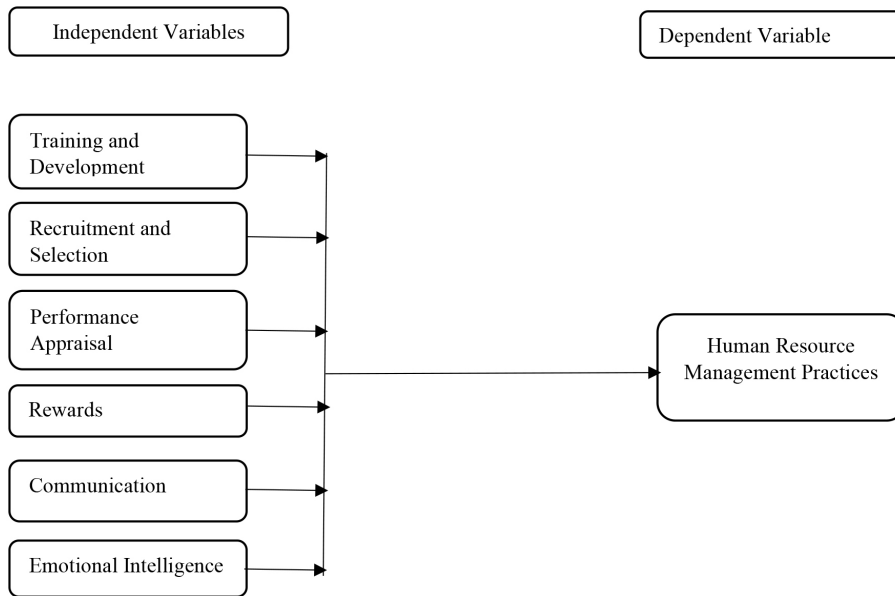 Independent Variables
Dependent Variable
Training and
Development
Recruitment and
Selection
Performance
Appraisal
Rewards
Communication
Emotional Intelligence
Human Resource
Management Practices